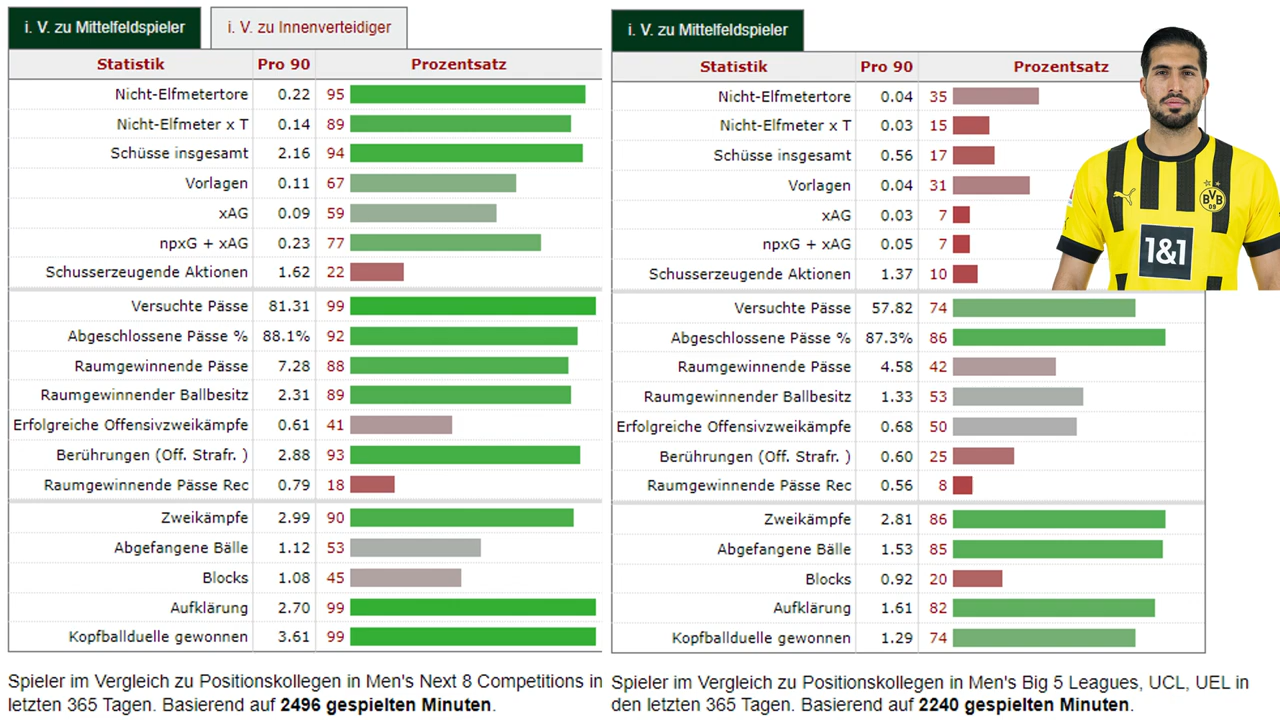 i. V. zu Mittelfeldspieler
i. V. zu Innenverteidiger
Statistik Pro 90 Prozentsatz
Nicht-Elfmetertore 0.22 95
Nicht-Elfmeter x T 0.14 89
Schüsse insgesamt 2.16 94
Vorlagen 0.11 67
xAG 0.09 59
npxG + xAG 0.23 77
Schusserzeugende Aktionen 1.62 22
Versuchte Pässe 81.31 99
Abgeschlossene Pässe % 88.1% 92
Raumgewinnende Pässe 7.28 88
Raumgewinnender Ballbesitz 2.31 89
Erfolgreiche Offensivzweikämpfe 0.61 41
Berührungen (Off. Strafr. ) 2.88 93
Raumgewinnende Pässe Rec 0.79 18
Zweikämpfe 2.99 90
Abgefangene Bälle 1.12 53
Blocks 1.08 45
Aufklärung 2.70 99
Kopfballduelle gewonnen 3.61 99
Spieler im Vergleich zu Positionskollegen in Men's Next 8 Competitions in
letzten 365 Tagen. Basierend auf 2496 gespielten Minuten.
i. V. zu Mittelfeldspieler
Statistik Pro 90 Prozentsatz
Nicht-Elfmetertore 0.04 35
Nicht-Elfmeter x T 0.03 15
Schüsse insgesamt 0.56 17
Vorlagen 0.04 31
xAG 0.03 7
npxG + xAG 0.05 7
Schusserzeugende Aktionen 1.37 10
Versuchte Pässe 57.82 74
Abgeschlossene Pässe % 87.3% 86
Raumgewinnende Pässe 4.58 42
Raumgewinnender Ballbesitz 1.33 53
Erfolgreiche Offensivzweikämpfe 0.68 50
Berührungen (Off. Strafr. ) 0.60 25
Raumgewinnende Pässe Rec 0.56 8
Zweikämpfe 2.81 86
Abgefangene Bälle 1.53 85
Blocks 0.92 20
Aufklärung 1.61 82
Kopfballduelle gewonnen 1.29 74
Spieler im Vergleich zu Positionskollegen in Men's Big 5 Leagues, UCL, UEL in
den letzten 365 Tagen. Basierend auf 2240 gespielten Minuten.
BVB
09
1&1